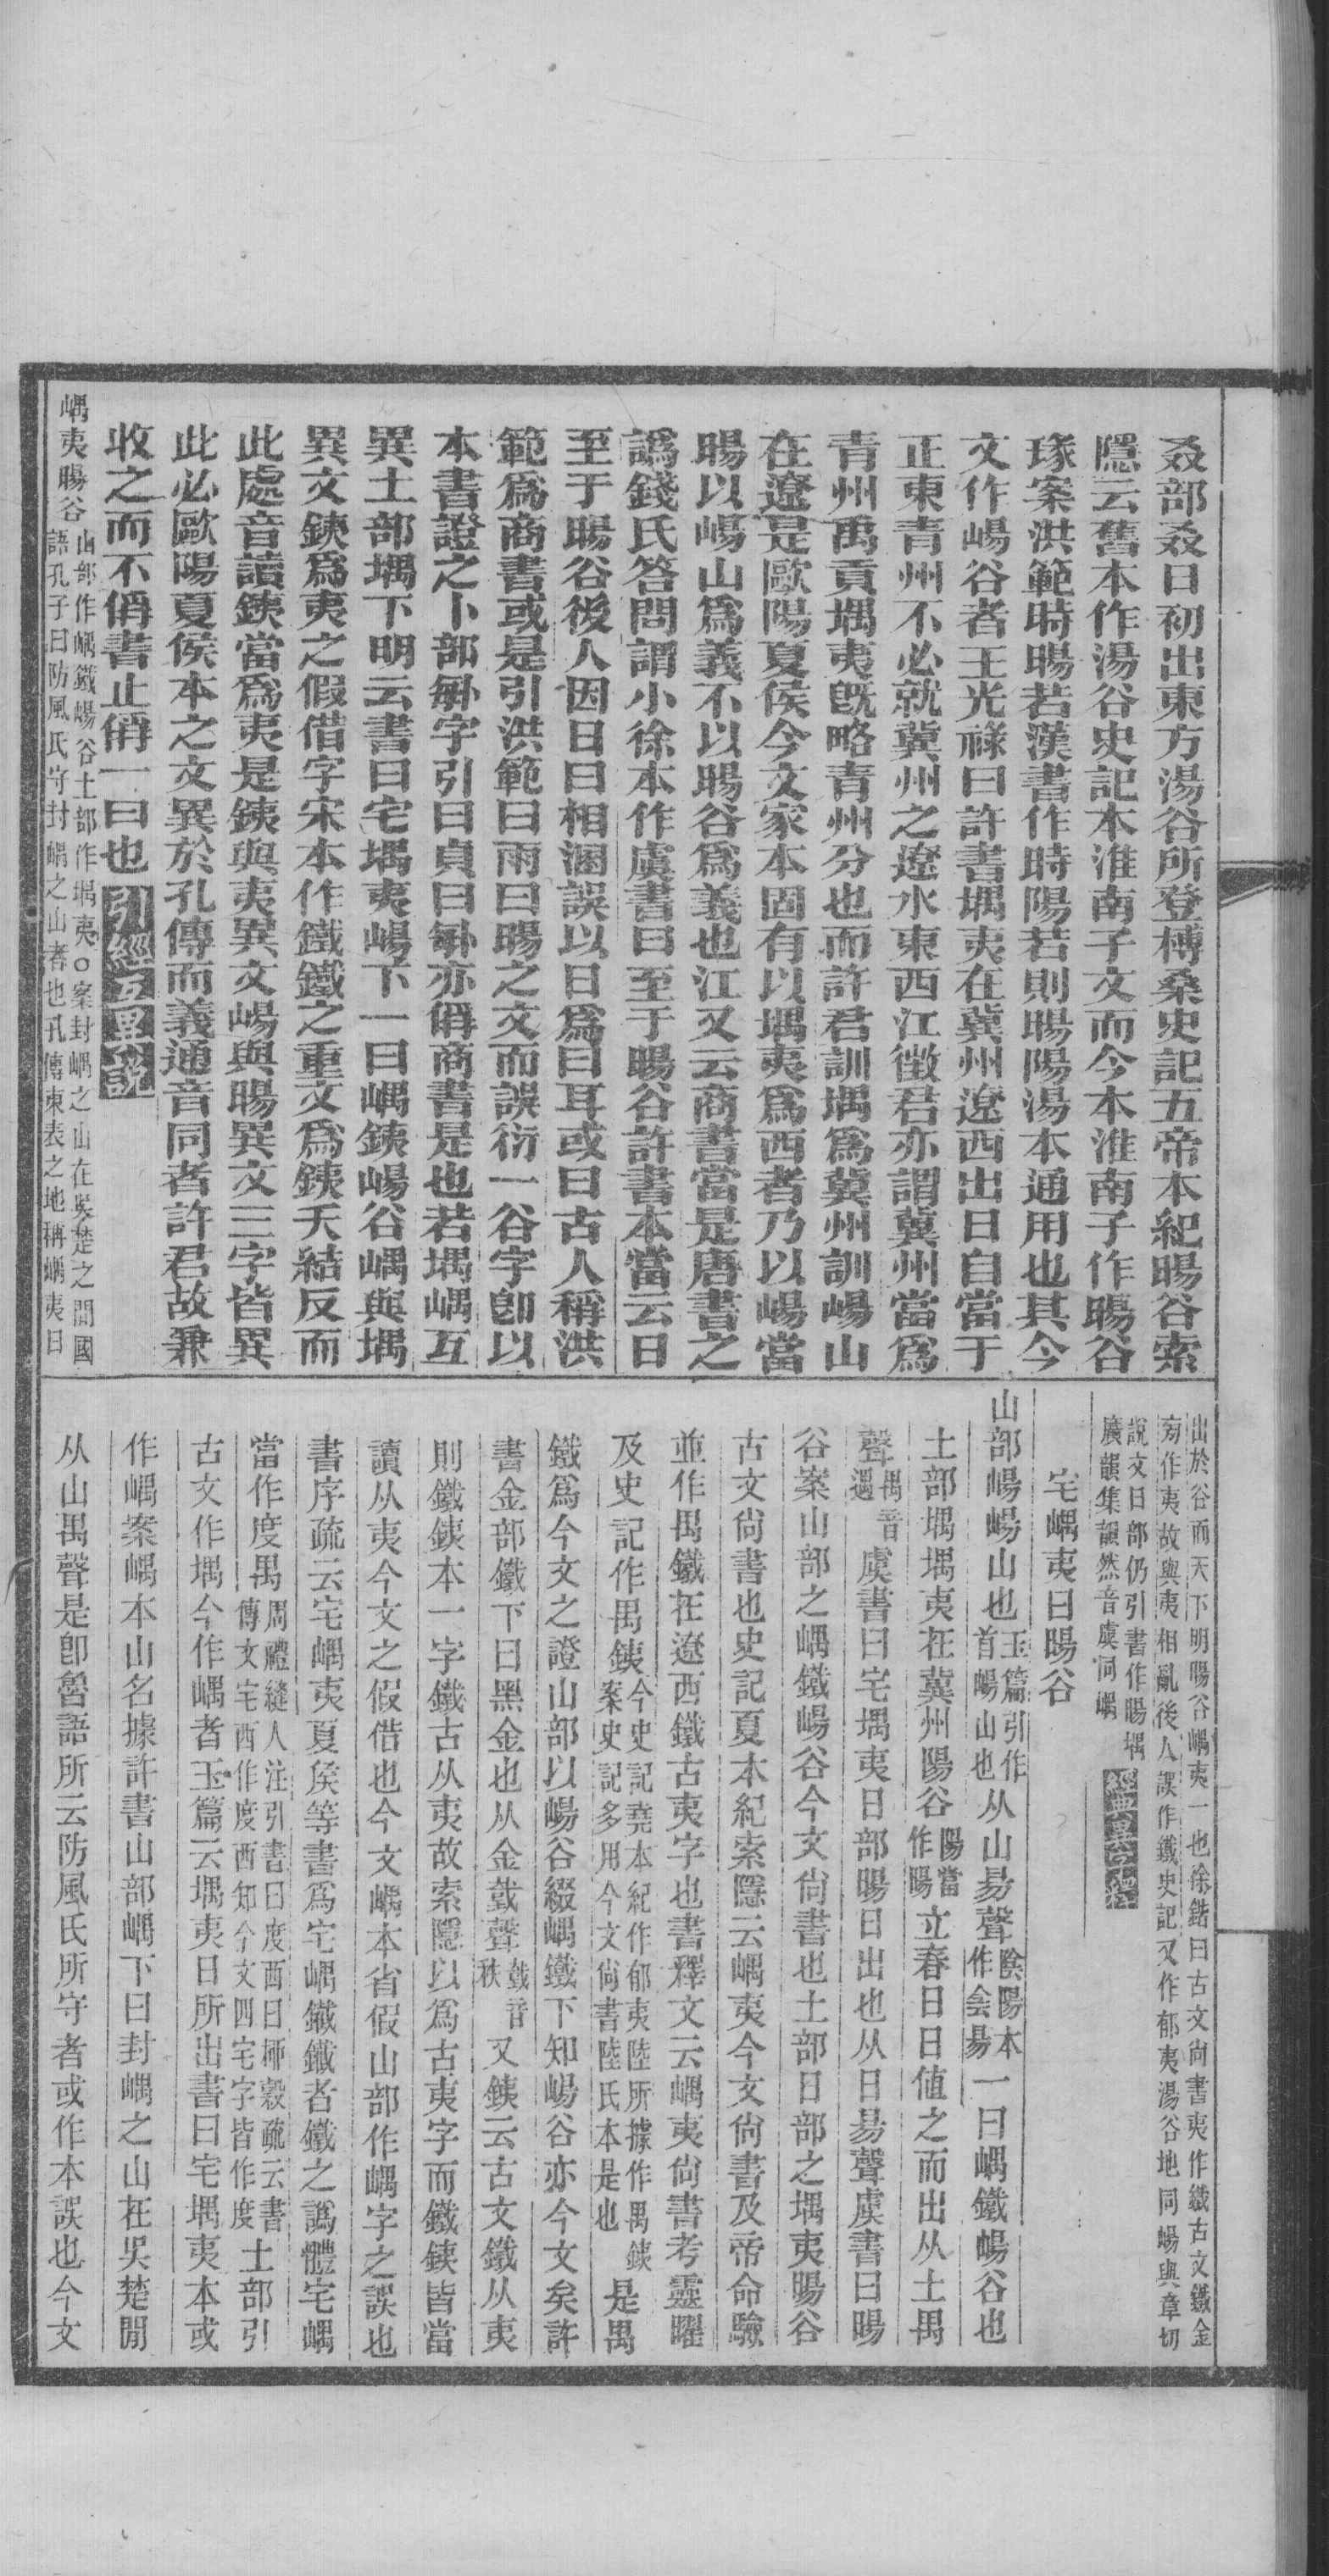 叒部叒日初出東方湯谷所登榑桑史記五帝本紀暘谷索
隱云舊本作湯谷史記本淮南子文而今本淮南子作暘谷
瑑案洪範時暘若漢書作時陽若則暘陽湯本通用也其今
文作崵谷者王光祿曰許書堣夷在冀州遼西出日自當于
正東青州不必就冀州之遼水東西江徵君亦謂冀州當爲
青州禹貢堣夷旣略青州分也而許君訓堣爲冀州訓崵山
在遼是歐陽夏侯今文家本固有以堣夷爲西者乃以崵當
暘以崵山爲義不以暘谷爲義也江又云商書當是唐書之
譌錢氏答問謂小徐本作虞書曰至于暘谷許書本當云日
至于暘谷後人因日曰相溷誤以日爲曰耳或曰古人稱洪
範爲商書或是引洪範曰雨曰暘之文而誤衍一谷字卽以
本書證之卜部𠧩字引曰貞曰𠧩亦偁商書是也若堣嵎互
異土部堣下明云書曰宅堣夷崵下一曰嵎銕崵谷嵎與堣
異文銕爲夷之假借字宋本作鐵鐵之重文爲銕天結反而
此處音讀銕當爲夷是銕與夷異文崵與暘異文三字皆異
此必歐陽夏侯本之文異於孔傳而義通音同者許君故兼
收之而不偁書止偁一曰也
嵎夷暘谷山部作嵎鐵崵谷土部作堣夷○案封嵎之山在吳楚之間國
語孔子曰防風氏守封嵎之山者也孔傳東表之地稱嵎夷日
出於谷而天下明暘谷嵎夷一也徐鍇曰古文尙書夷作鐵古文鐵金
旁作夷故與夷相亂後人誤作鐵史記又作郁夷湯谷地同崵與章切
說文日部仍引書作暘堣
廣韻集韻然音虞同嵎
宅嵎夷曰暘谷
山部崵崵山也玉篇引作首崵山也从山昜聲陰陽本作侌昜一曰嵎鐵崵谷也
土部堣堣夷在冀州陽谷陽當作暘立春日日值之而出从土禺
聲禺音遇虞書曰宅堣夷日部暘日出也从日昜聲虞書曰暘
谷案山部之嵎鐵崵谷今文尙書也土部日部之堣夷暘谷
古文尙書也史記夏本紀索隱云嵎夷今文尙書及帝命驗
並作禺鐵在遼西鐵古夷字也書釋文云嵎夷尙書考靈曜
及史記作禺銕今史記堯本紀作郁夷陸所據作禺銕案史記多用今文尙書陸氏本是也是禺
鐵爲今文之證山部以崵谷綴嵎鐵下知崵谷亦今文矣許
書金部鐵下曰黑金也从金𢧜聲𢧜音秩又銕云古文鐵从夷
則鐵銕本一字鐵古从夷故索隱以爲古夷字而鐵銕皆當
讀从夷今文之假借也今文嵎本省假山部作嵎字之誤也
書序疏云宅嵎夷夏侯等書爲宅嵎鐵鐵者鐵之譌體宅嵎
當作度禺周禮縫人注引書曰度西曰桺穀疏云書傳文宅西作度西知今文四宅字皆作度土部引
古文作堣今作嵎者玉篇云堣夷日所出書曰宅堣夷本或
作嵎案嵎本山名據許書山部嵎下曰封嵎之山在吳楚閒
从山禺聲是卽魯語所云防風氏所守者或作本誤也今文